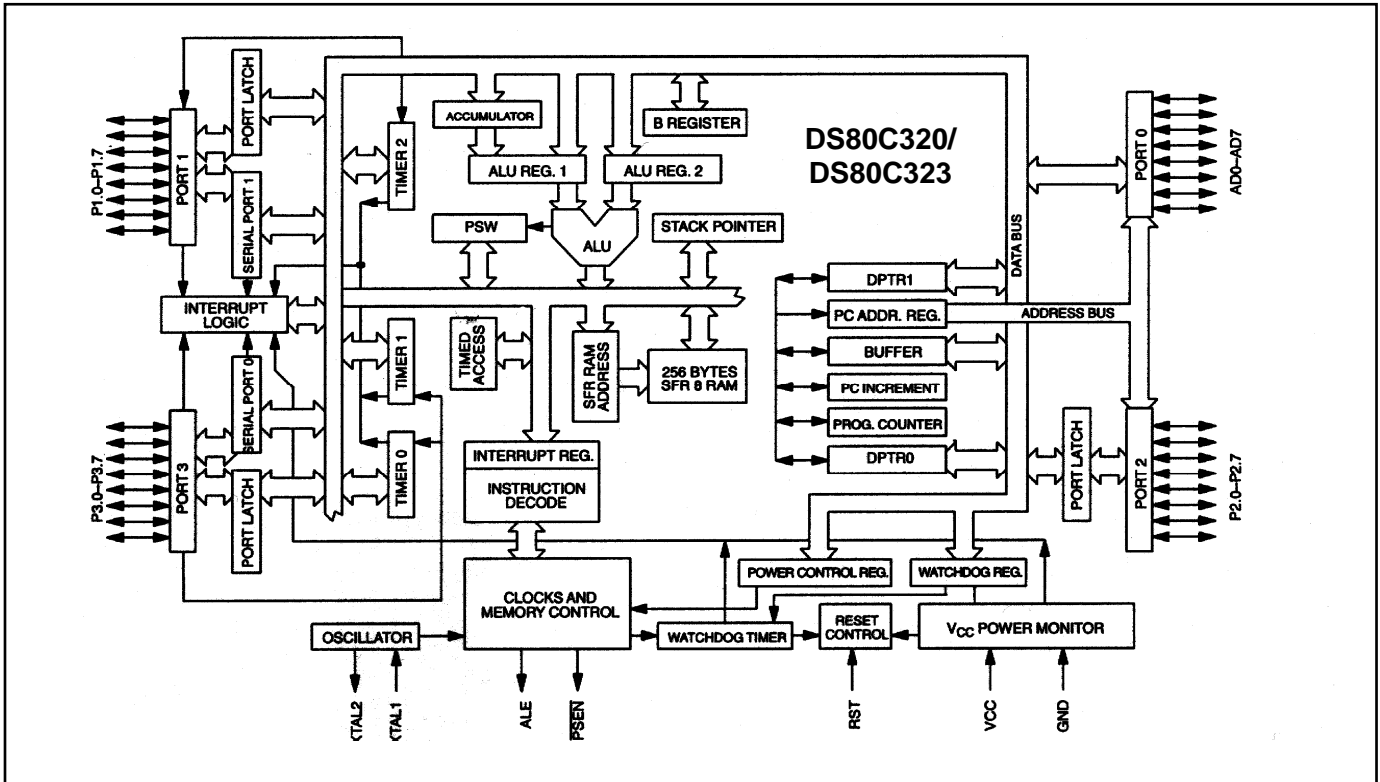 PORT LATCH
P1.0–P1.7
PORT 1
SERIAL PORT 1
INTERRUPT
LOGIC
SERIAL PORT 0
P3.0–P3.7
PORT 3
PORT LATCH
TIMER 2
TIMER 1
TIMER 0
ACCUMULATOR
B REGISTER
ALU REG. 1
ALU REG. 2
PSW
ALU
STACK POINTER
TIMED
ACCESS
SFR RAM
ADDRESS
256 BYTES
SFR 8 RAM
INTERRUPT REG.
INSTRUCTION
DECODE
DS80C320/
DS80C323
DATA BUS
DPTR1
PC ADDR. REG.
ADDRESS BUS
BUFFER
PC INCREMENT
PROG. COUNTER
DPTR0
PORT 0
AD0–AD7
PORT LATCH
PORT 2
P2.0–P2.7
CLOCKS AND
MEMORY CONTROL
POWER CONTROL REG.
WATCHDOG REG.
OSCILLATOR
WATCHDOG TIMER
RESET
CONTROL
VCC POWER MONITOR
XTAL2
XTAL1
ALE
PSEN
RST
VCC
GND